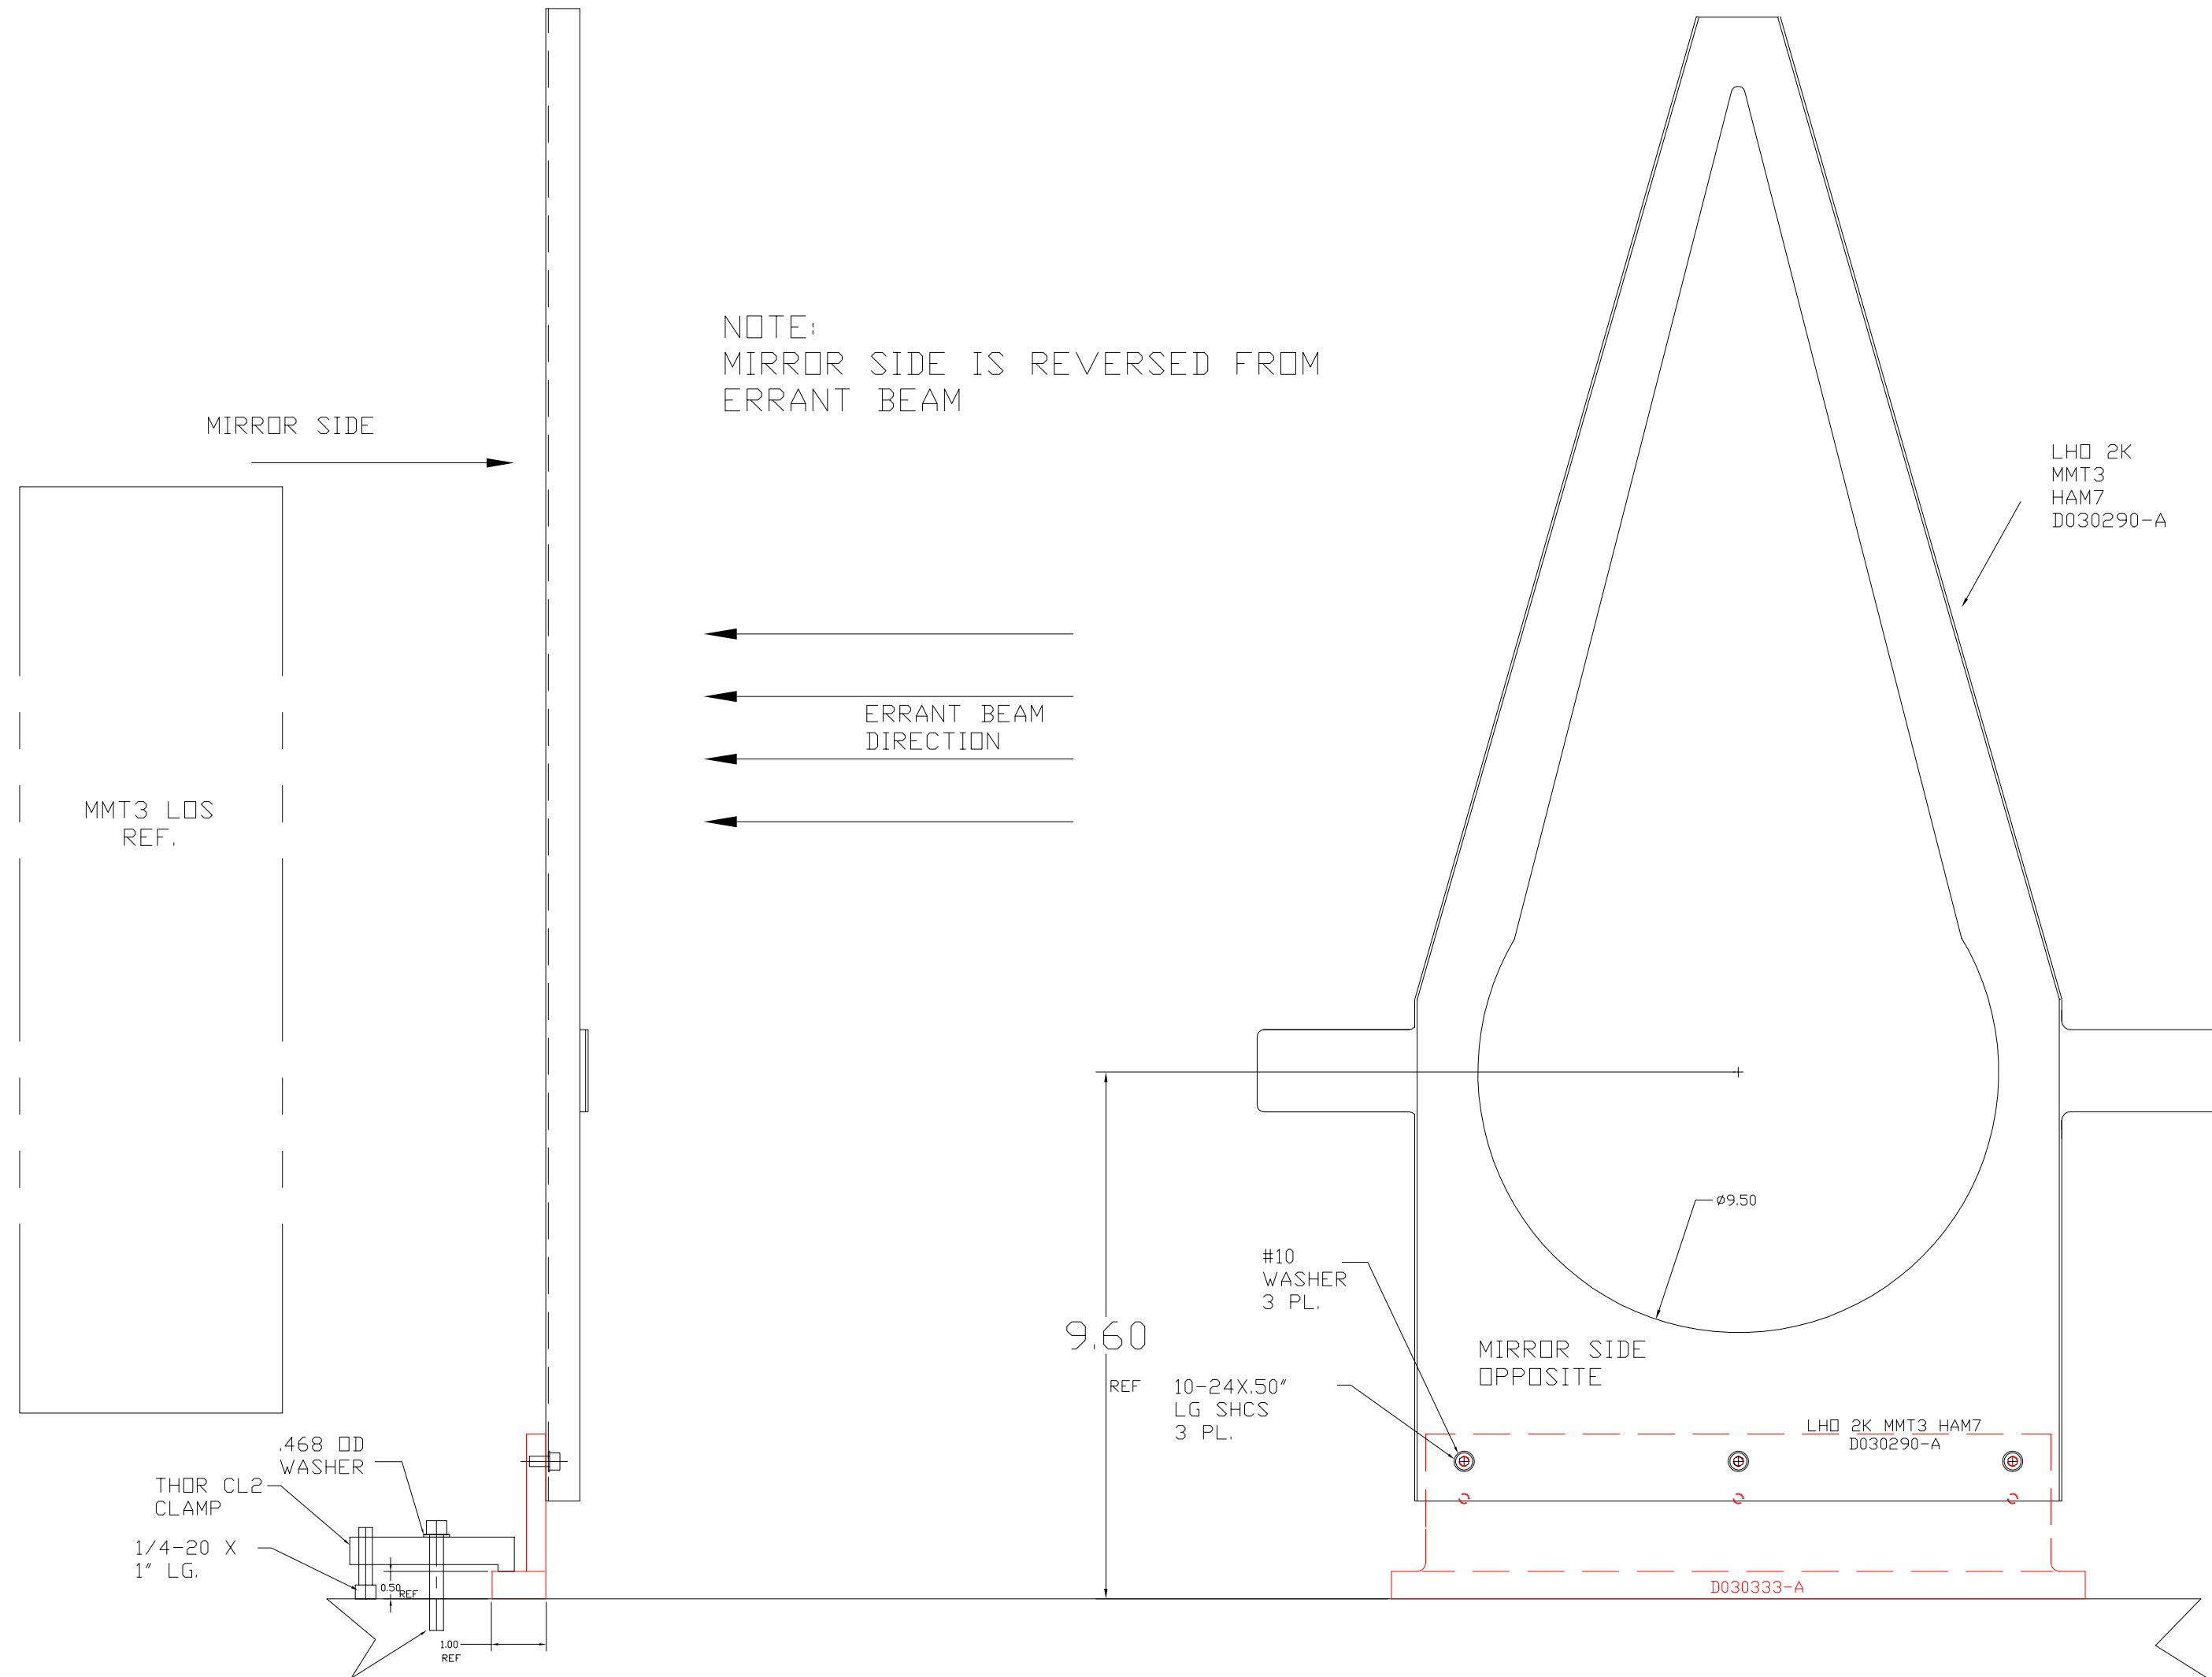 NOTE:
MIRROR SIDE IS REVERSED FROM
ERRANT BEAM
MIRROR SIDE
LHO 2K
MMT3
HAM7
D030290-A
ERRANT BEAM
DIRECTION
MMT3 LOS
REF.
Ø9.50
#10
WASHER
3 PL.
9.60
REF
MIRROR SIDE
OPPOSITE
10-24X.50"
LG SHCS
3 PL.
LHO 2K MMT3 HAM7
D030290-A
.468 OD
WASHER
THOR CL2
CLAMP
1/4-20 X
1" LG.
0.50
REF
D030333-A
1.00
REF